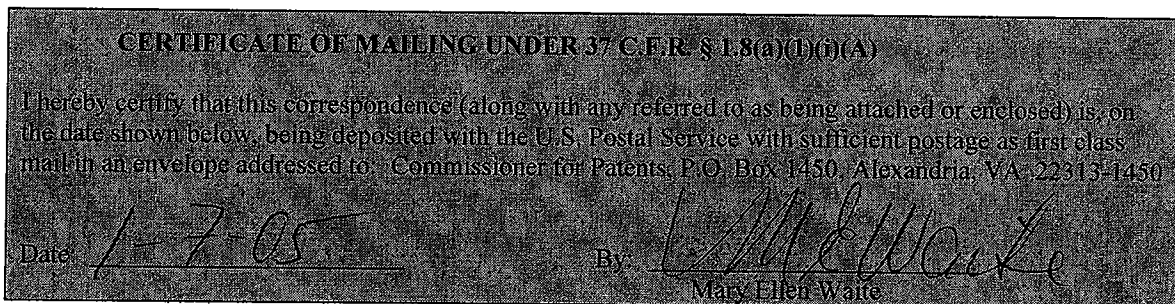 CERTIFICATE OF MAILING UNDER 37 C.F.R. § 1.8(a)(1)(i)(A)
I hereby certify that this correspondence (along with any referred to as being attached or enclosed) is, on
the date shown below, being deposited with the U.S. Postal Service with sufficient postage as first class
mail in an envelope addressed to: Commissioner for Patents, P.O. Box 1450, Alexandria, VA 22313-1450
Date: 1-7-05 By: M E Waite
Mary Ellen Waite